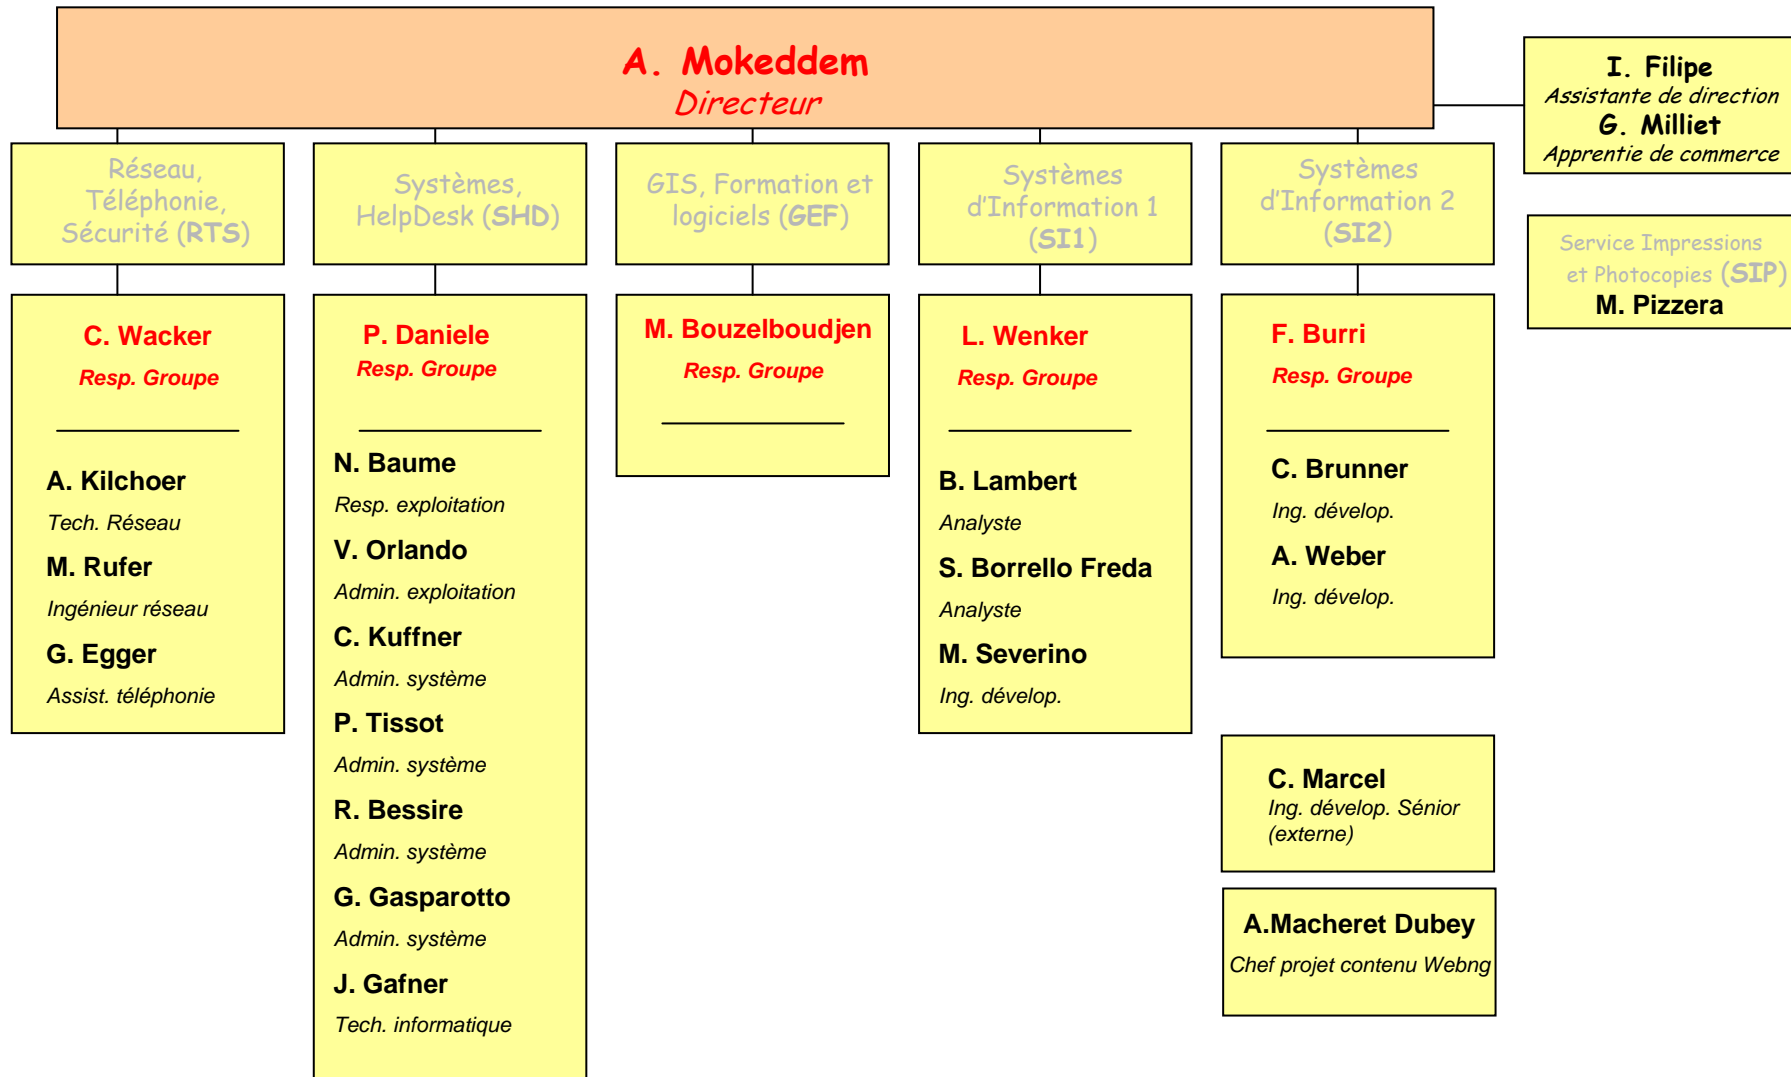 A. Mokeddem
Directeur
I. Filipe
Assistante de direction
G. Milliet
Apprentie de commerce
Réseau,
Téléphonie,
Sécurité (RTS)
Systèmes,
HelpDesk (SHD)
GIS, Formation et
logiciels (GEF)
Systèmes
d'Information 1
(SI1)
Systèmes
d'Information 2
(SI2)
Service Impressions
et Photocopies (SIP)
M. Pizzera
C. Wacker
Resp. Groupe
A. Kilchoer
Tech. Réseau
M. Rufer
Ingénieur réseau
G. Egger
Assist. téléphonie
P. Daniele
Resp. Groupe
N. Baume
Resp. exploitation
V. Orlando
Admin. exploitation
C. Kuffner
Admin. système
P. Tissot
Admin. système
R. Bessire
Admin. système
G. Gasparotto
Admin. système
J. Gafner
Tech. informatique
M. Bouzelboudjen
Resp. Groupe
L. Wenker
Resp. Groupe
B. Lambert
Analyste
S. Borrello Freda
Analyste
M. Severino
Ing. dévelop.
F. Burri
Resp. Groupe
C. Brunner
Ing. dévelop.
A. Weber
Ing. dévelop.
C. Marcel
Ing. dévelop. Sénior
(externe)
A.Macheret Dubey
Chef projet contenu Webng